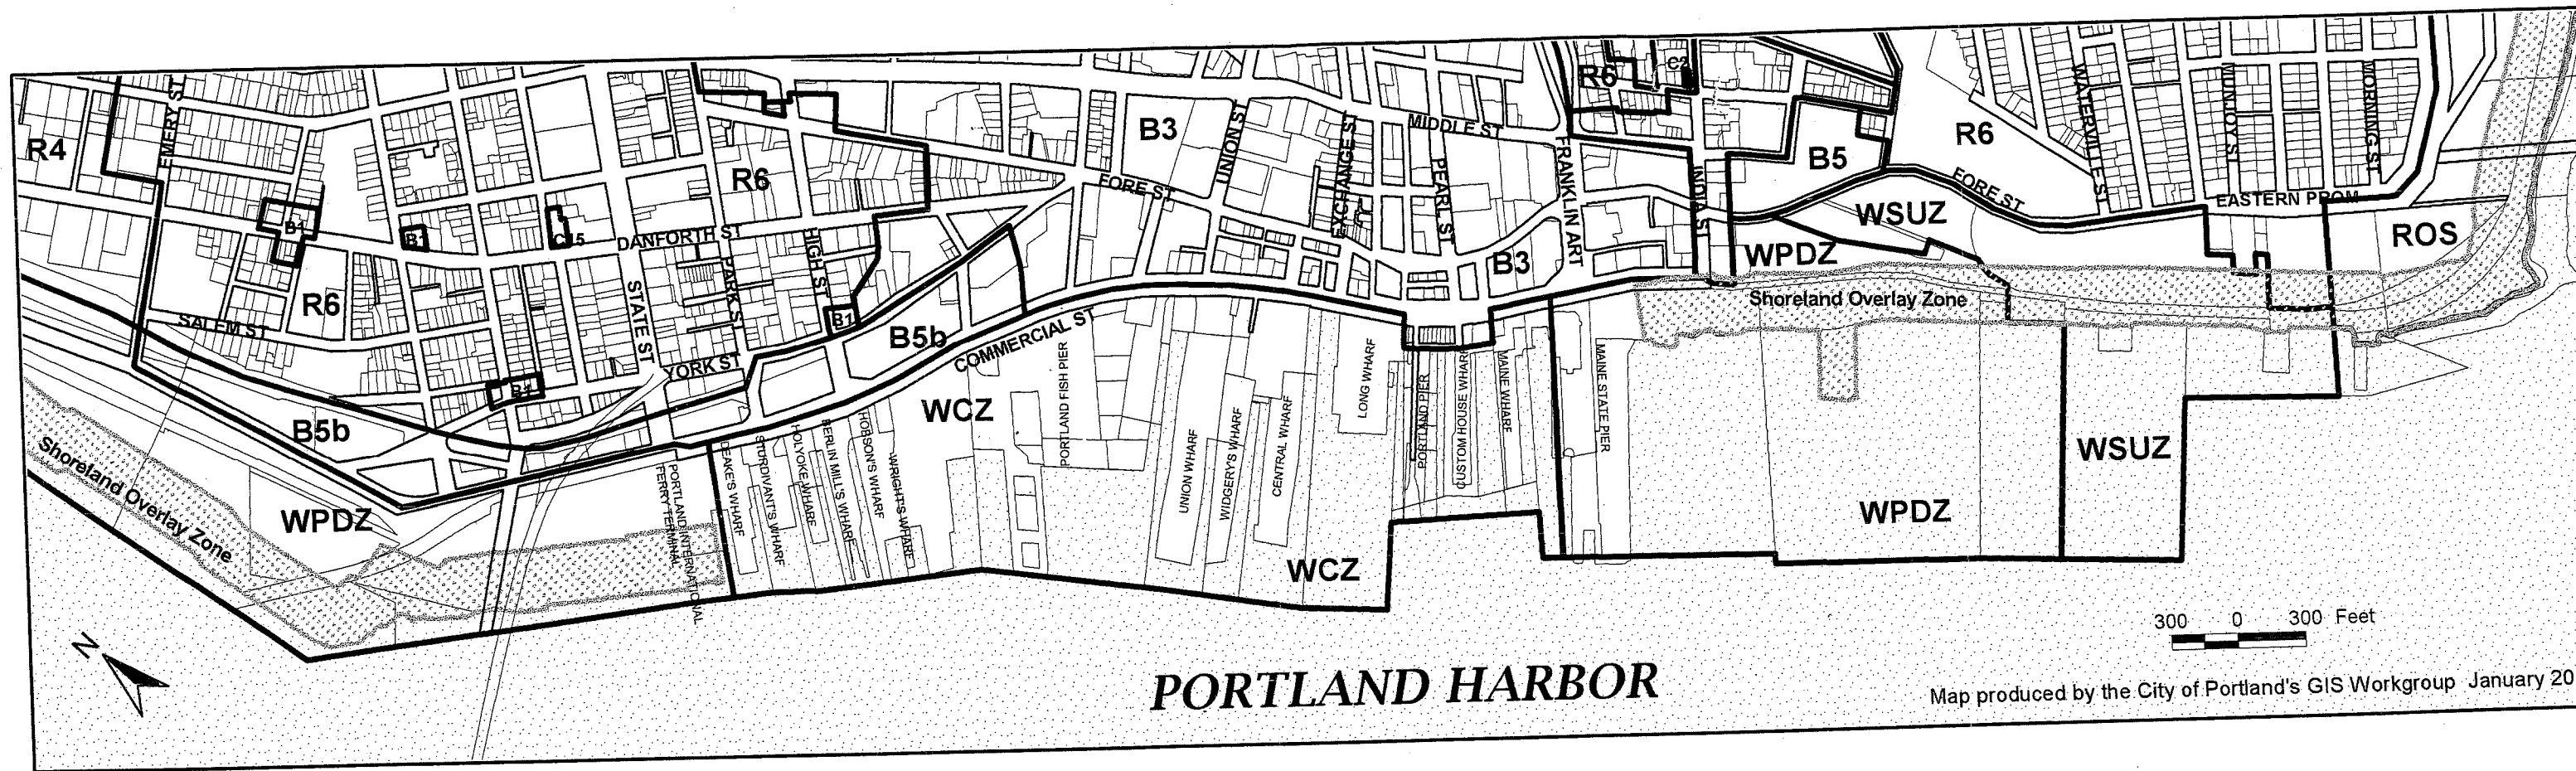 R4
EMERY ST
B1
B1
C15
R6
R6
SALEM ST
DANFORTH ST
STATE ST
PARK ST
HIGH ST
YORK ST
B1
B1
B5b
B5b
COMMERCIAL ST
B3
UNION ST
FORE ST
EXCHANGE ST
MIDDLE ST
PEARL ST
FRANKLIN ART
B3
R6
C2
INDIA ST
B5
R6
FORE ST
WATERVILLE ST
MUNJOY ST
MORNING ST
EASTERN PROM
WSUZ
WPDZ
ROS
Shoreland Overlay Zone
Shoreland Overlay Zone
WPDZ
PORTLAND INTERNATIONAL
FERRY TERMINAL
DEAKE'S WHARF
STURDIVANT'S WHARF
HOLYOKE WHARF
BERLIN MILL'S WHARF
HOBSON'S WHARF
WRIGHT'S WHARF
WCZ
PORTLAND FISH PIER
UNION WHARF
WIDGERY'S WHARF
CENTRAL WHARF
LONG WHARF
PORTLAND PIER
CUSTOM HOUSE WHARF
MAINE WHARF
MAINE STATE PIER
WCZ
WPDZ
WSUZ
N
300 0 300 Feet
PORTLAND HARBOR
Map produced by the City of Portland's GIS Workgroup January 20